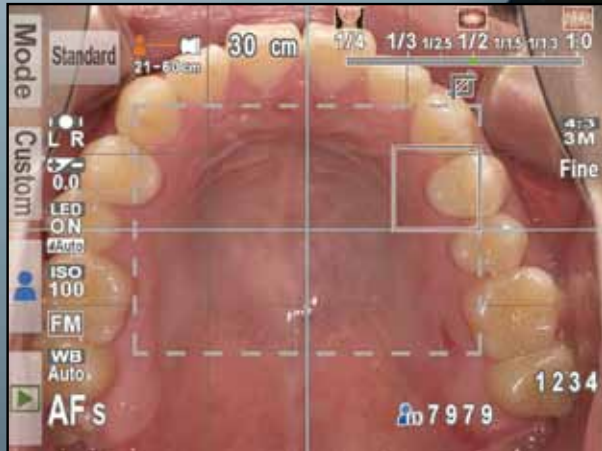 Mode
Custom
Standard
21-60cm
30 cm
1/4 1/3 1/2.5 1/2 1/1.5 1/1.3 1.0
L R
0.0
LED
ON
Auto
ISO
100
FM
WB
Auto
AF S
4:3
3M
Fine
1234
ID 7979